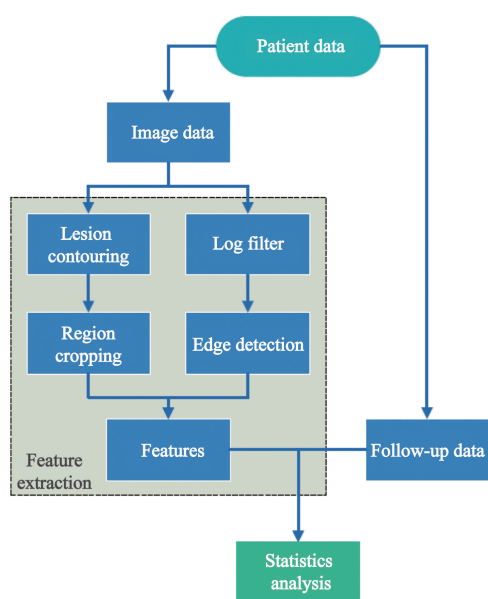 Patient data
Image data
Lesion
contouring
Log filter
Region
cropping
Edge detection
Features
Follow-up data
Feature
extraction
Statistics
analysis